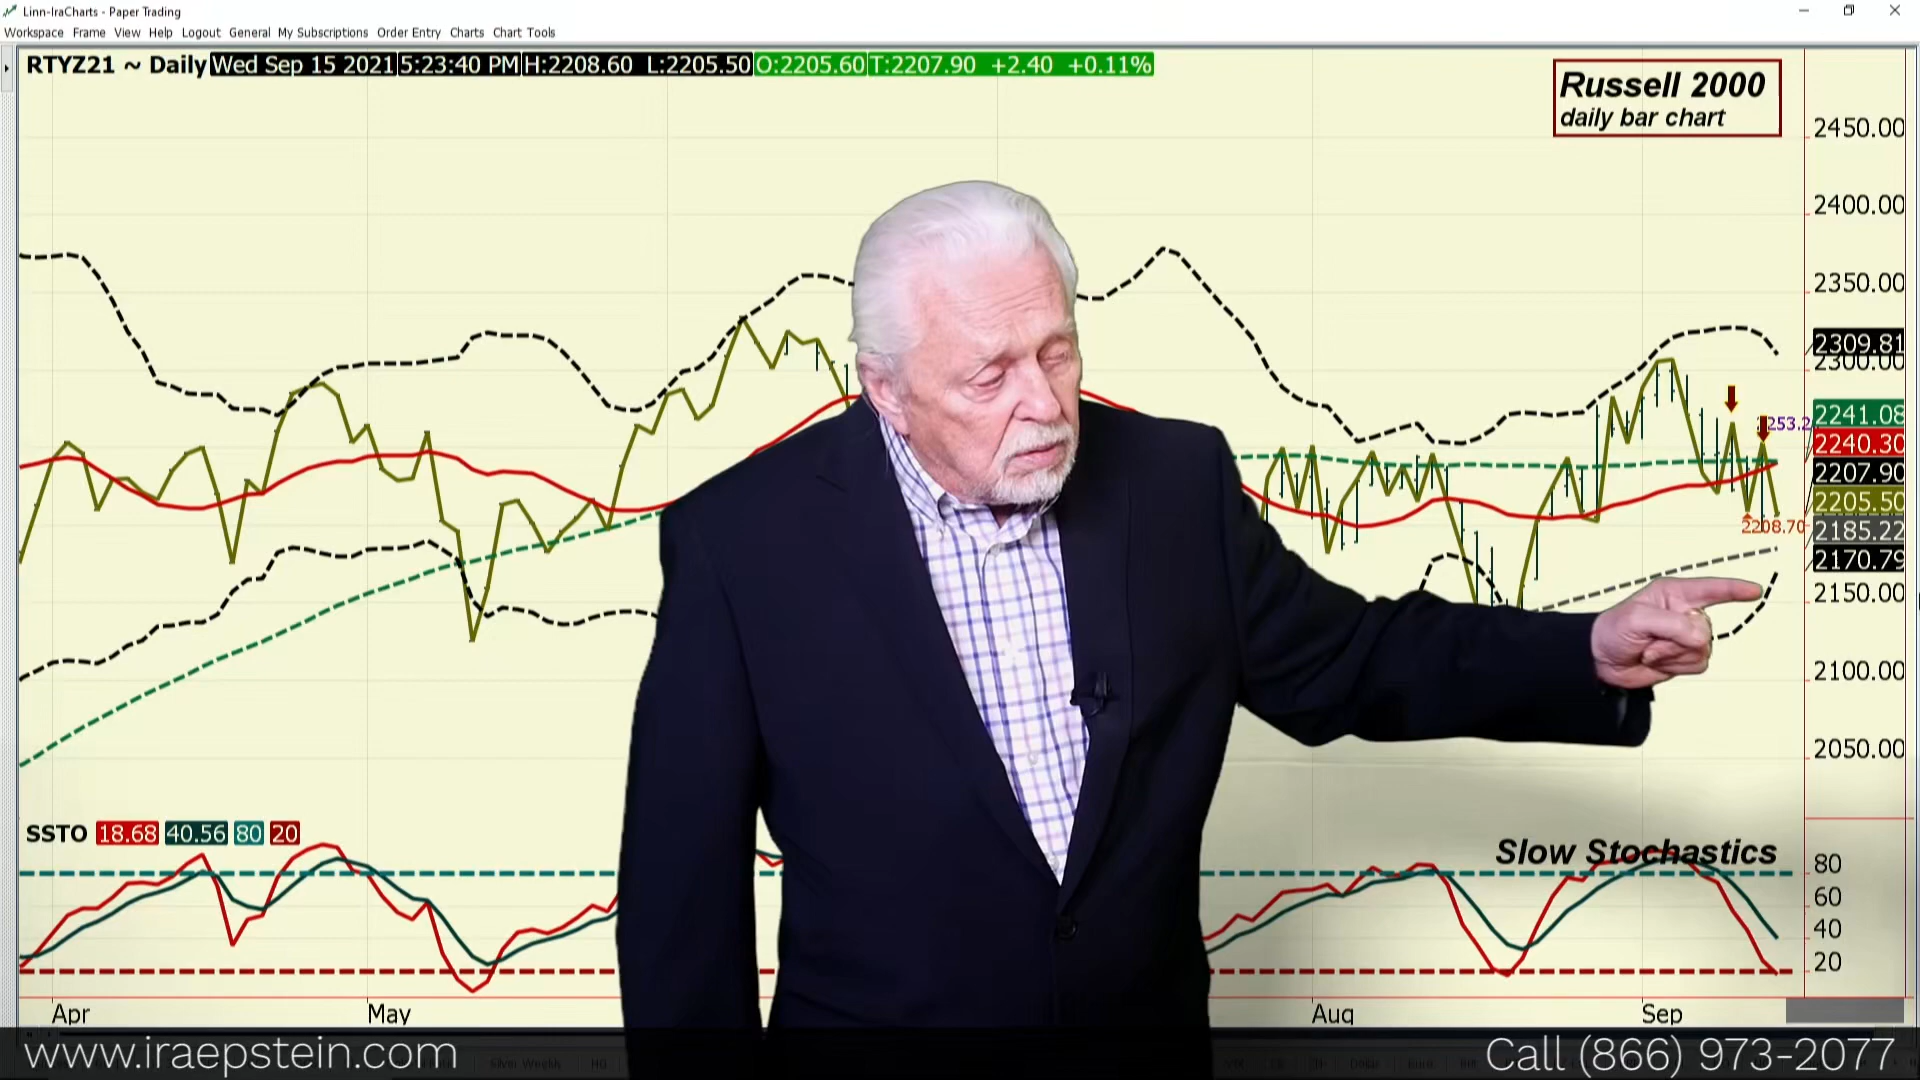 Linn-IraCharts - Paper Trading
Workspace Frame View Help Logout General My Subscriptions Order Entry Charts Chart Tools
RTYZ21 ~ Daily Wed Sep 15 2021 5:23:40 PM H:2208.60 L:2205.50 O:2205.60 T:2207.90 +2.40 +0.11%
Russell 2000
daily bar chart
2450.00
2400.00
2350.00
2309.81
2300.00
2241.08
2240.30
2207.90
2205.50
2208.70
2185.22
2170.79
2150.00
2100.00
2050.00
SSTO 18.68 40.56 80 20
Slow Stochastics
80
60
40
20
Apr May Aug Sep
www.iraepstein.com
Call (866) 973-2077